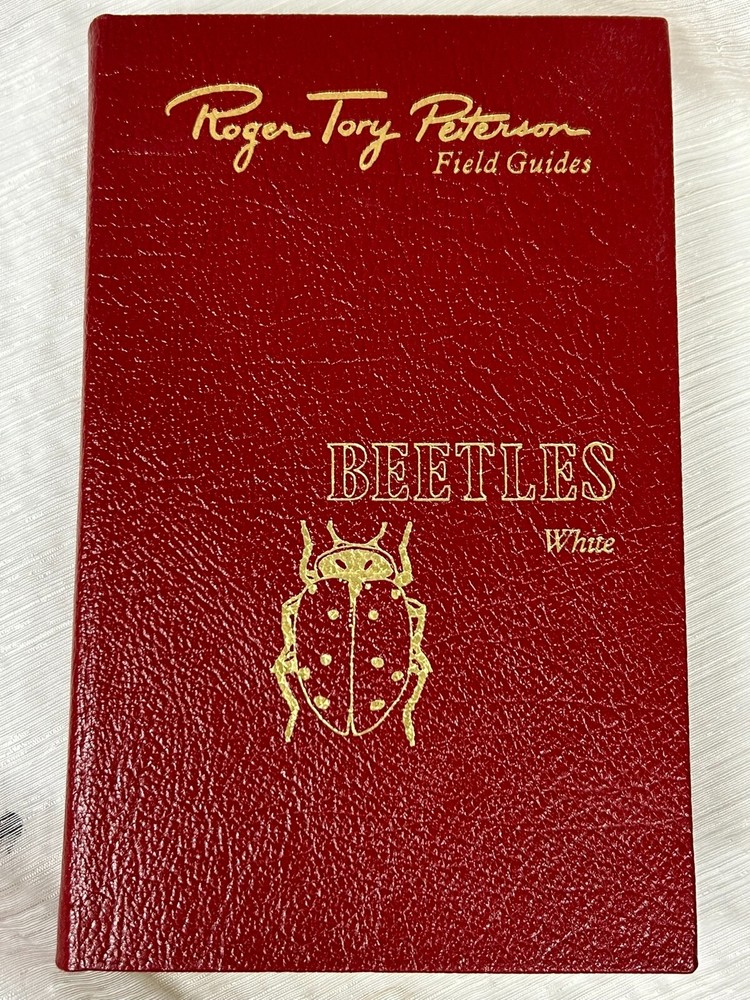 Roger Tory Peterson
Field Guides
BEETLES
White